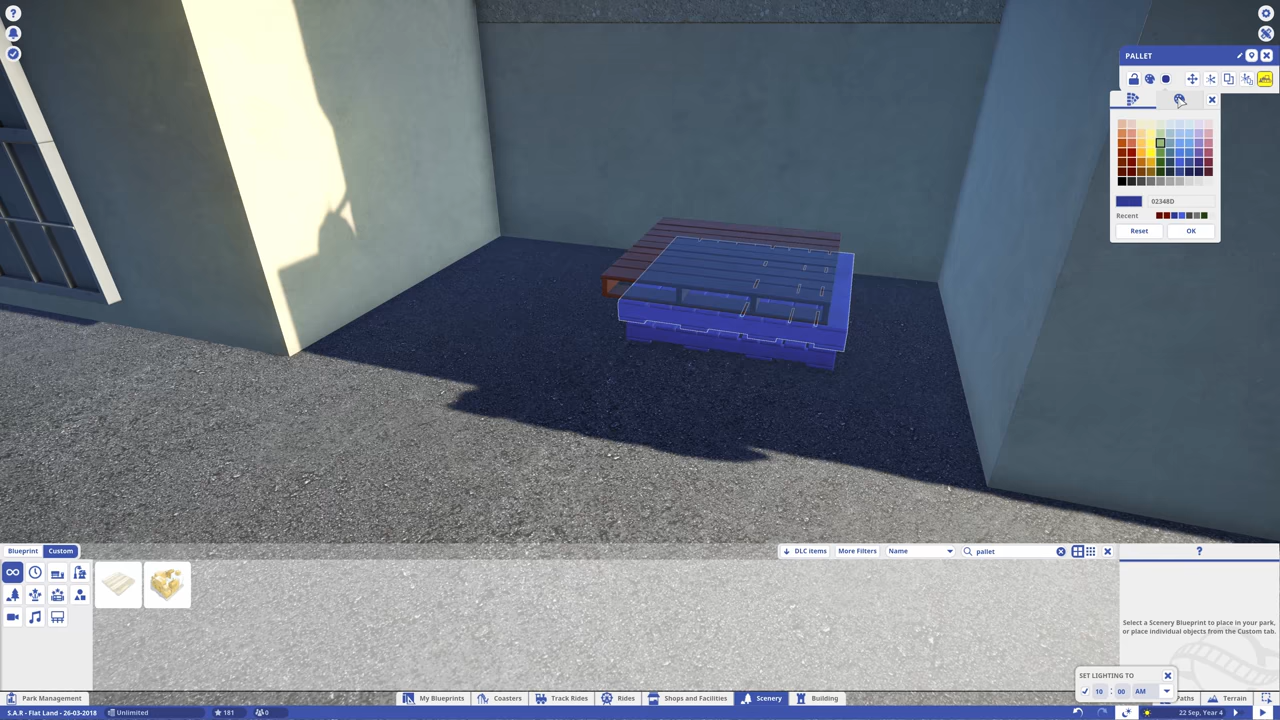 PALLET
02348D
Recent
Reset OK
Blueprint Custom
DLC items More Filters Name pallet
?
Select a Scenery Blueprint to place in your park,
or place individual objects from the Custom tab.
SET LIGHTING TO
10 : 00 AM
Park Management My Blueprints Coasters Track Rides Rides Shops and Facilities Scenery Building Paths Terrain
S.A.R - Flat Land - 26-03-2018 Unlimited 181 0 22 Sep, Year 4